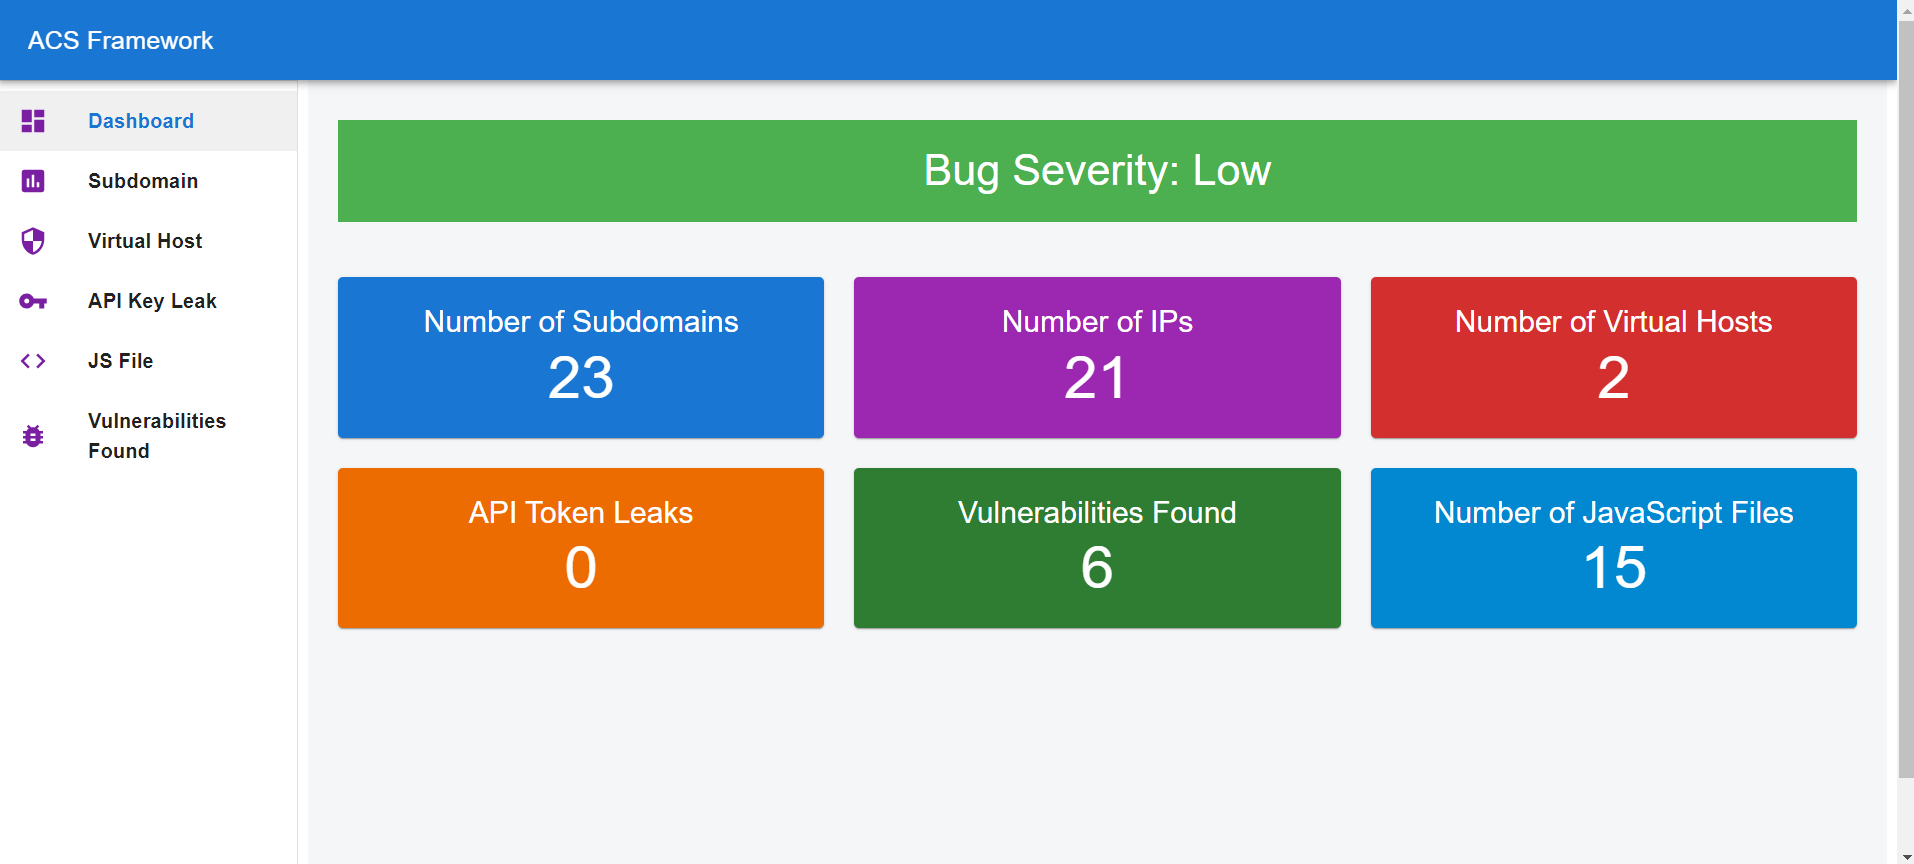 ACS Framework
Dashboard
Subdomain
Virtual Host
API Key Leak
JS File
Vulnerabilities
Found
Bug Severity: Low
Number of Subdomains
23
Number of IPs
21
Number of Virtual Hosts
2
API Token Leaks
0
Vulnerabilities Found
6
Number of JavaScript Files
15